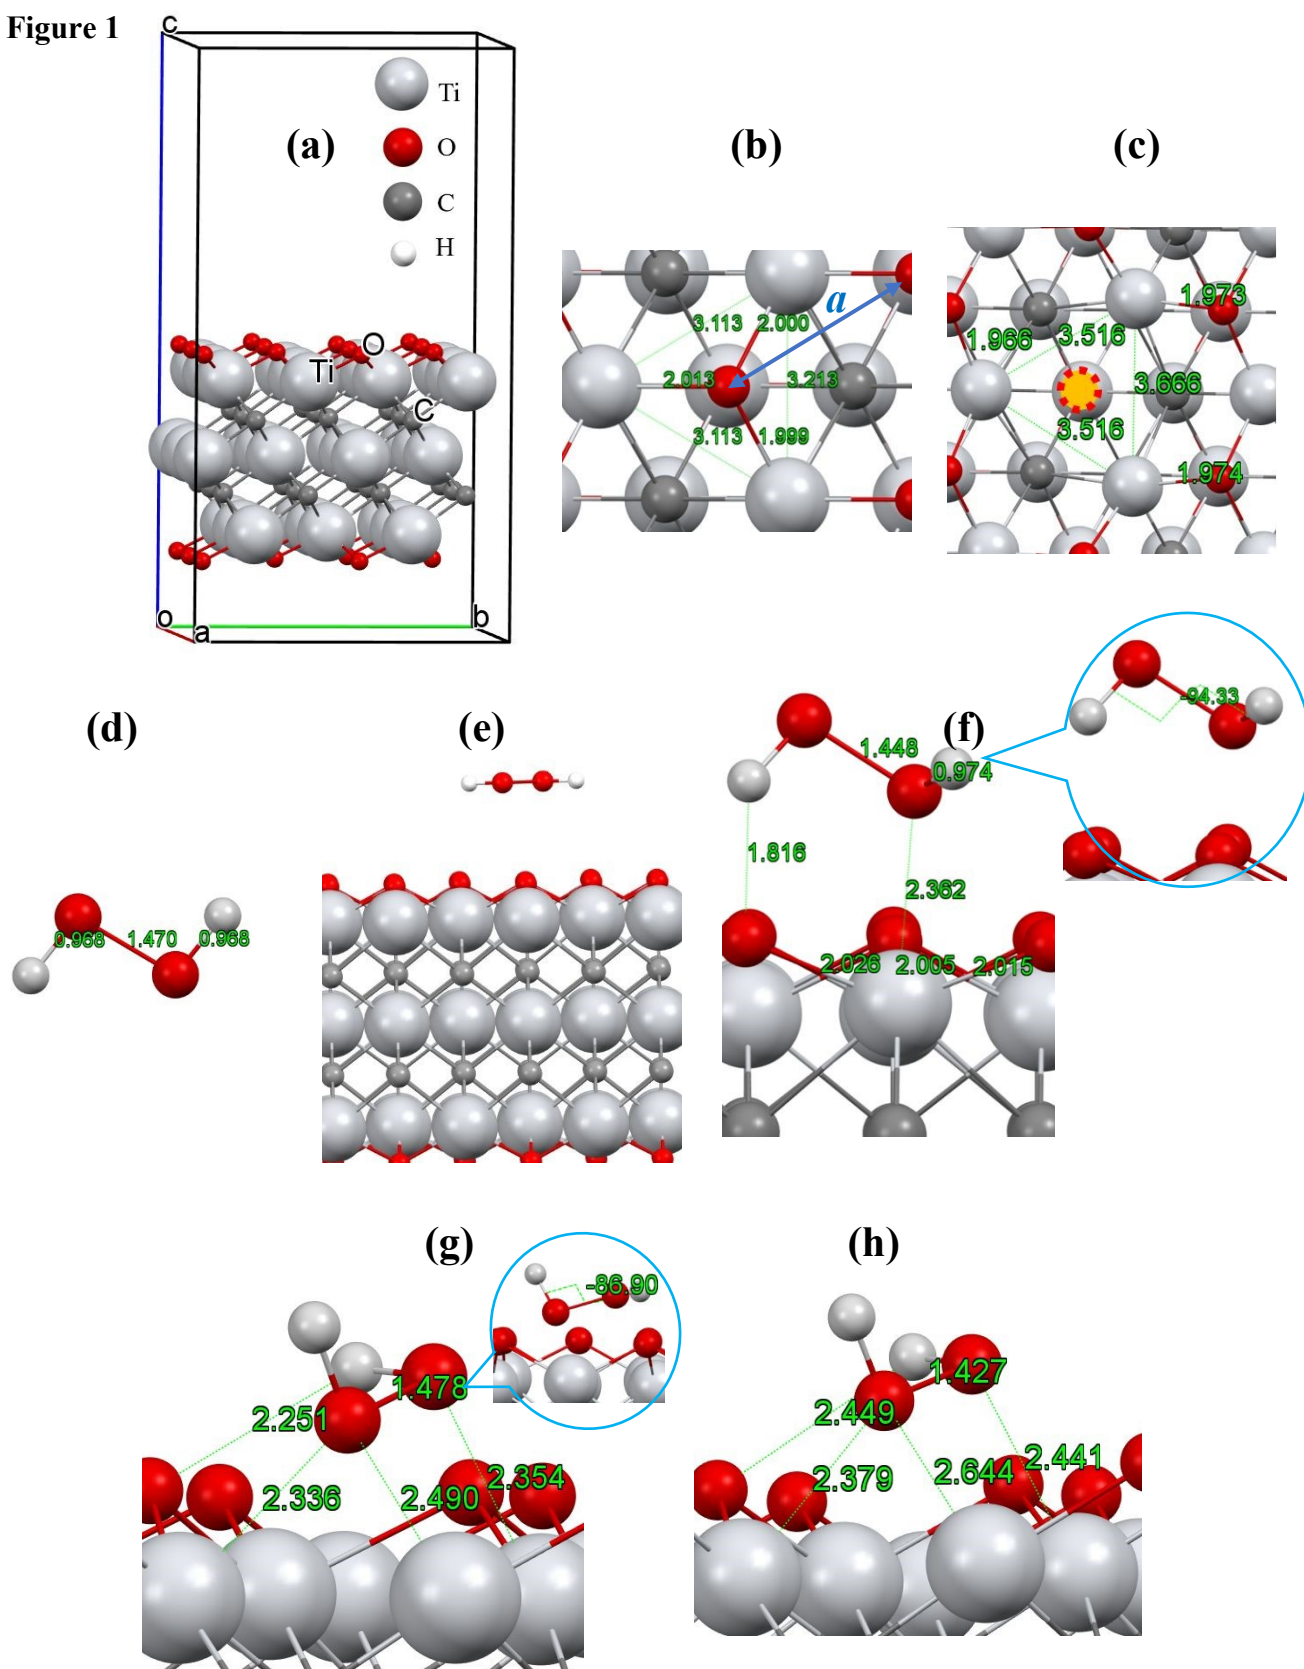 Figure 1
c
Ti
(a)
O
C
H
O
Ti
C
o
a
b
(b)
a
3.113
2.000
2.013
3.213
3.113
1.999
(c)
1.973
1.966
3.516
3.666
3.516
1.974
(d)
0.968
1.470
0.968
(e)
(f)
1.448
0.974
1.816
2.362
2.026
2.005
2.015
-94.33
(g)
-86.90
1.478
2.251
2.336
2.490
2.354
(h)
1.427
2.449
2.379
2.644
2.441